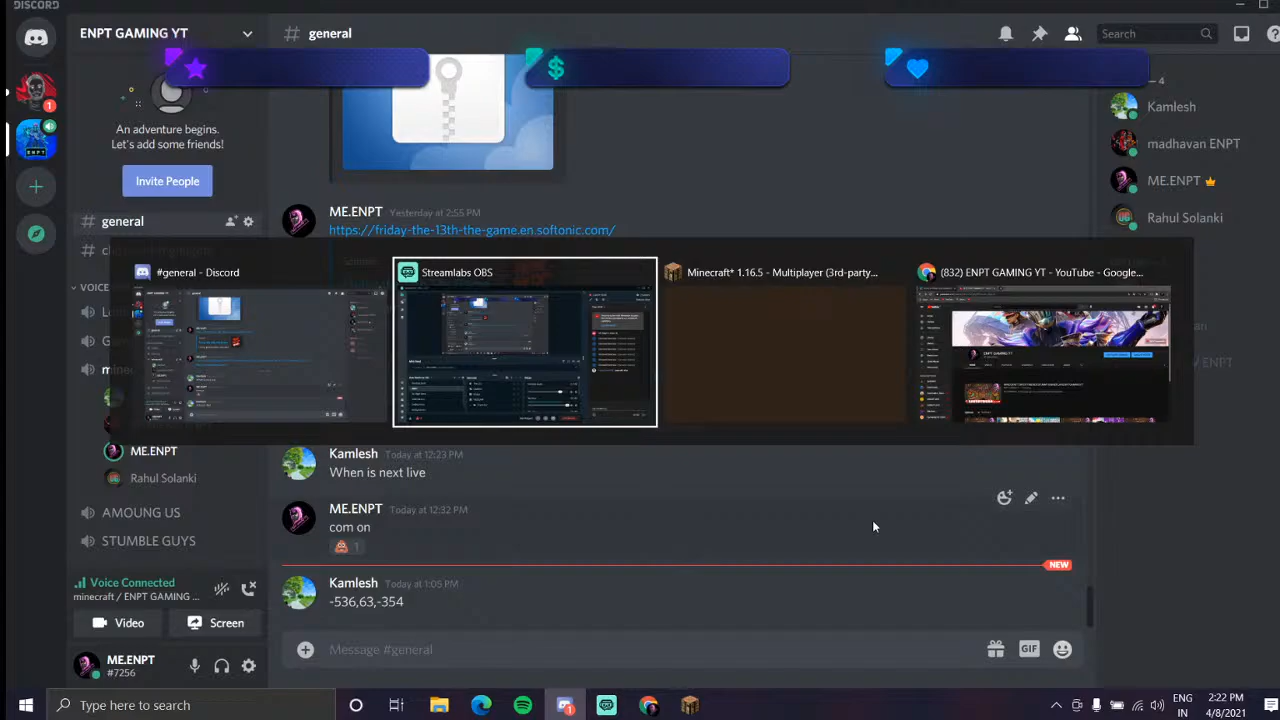 DISCORD
ENPT GAMING YT
# general
Search
An adventure begins.
Let's add some friends!
Invite People
# general
VOICE
ME.ENPT
Rahul Solanki
AMOUNG US
STUMBLE GUYS
Voice Connected
minecraft / ENPT GAMING...
Video
Screen
ME.ENPT
#7256
ME.ENPT Yesterday at 2:55 PM
https://friday-the-13th-the-game.en.softonic.com/
#general - Discord
Streamlabs OBS
Minecraft* 1.16.5 - Multiplayer (3rd-party...
(832) ENPT GAMING YT - YouTube - Google...
Kamlesh Today at 12:23 PM
When is next live
ME.ENPT Today at 12:32 PM
com on
1
NEW
Kamlesh Today at 1:05 PM
-536,63,-354
Message #general
GIF
— 4
Kamlesh
madhavan ENPT
ME.ENPT
Rahul Solanki
Type here to search
ENG
IN
2:22 PM
4/8/2021